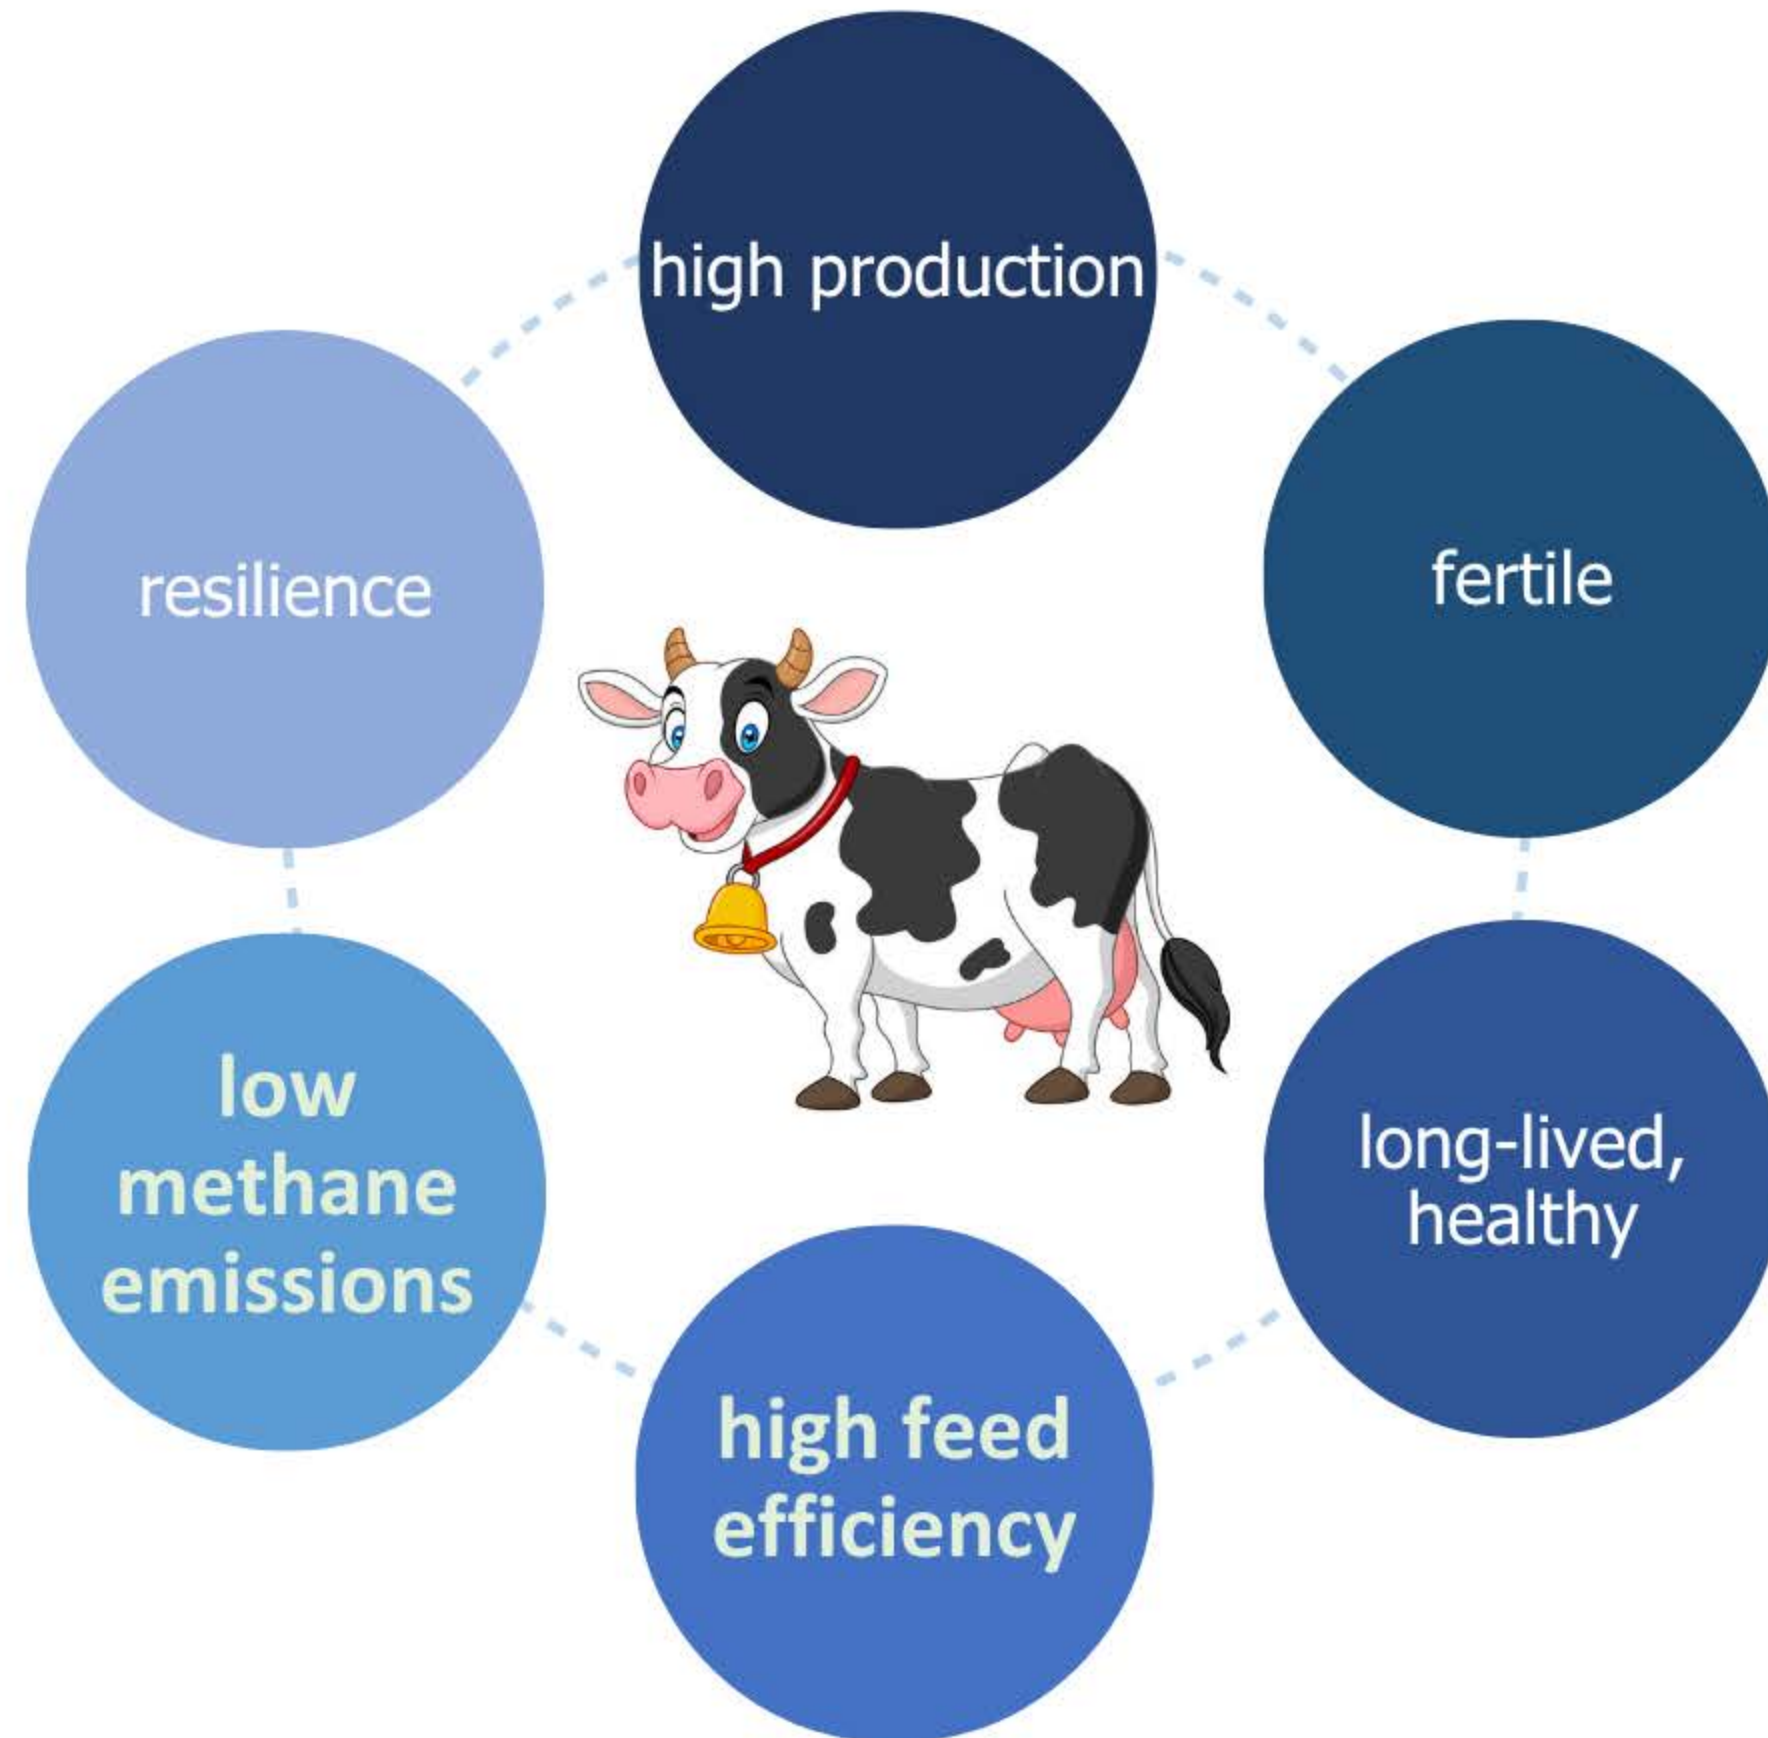 high production
resilience
fertile
low
methane
emissions
long-lived,
healthy
high feed
efficiency